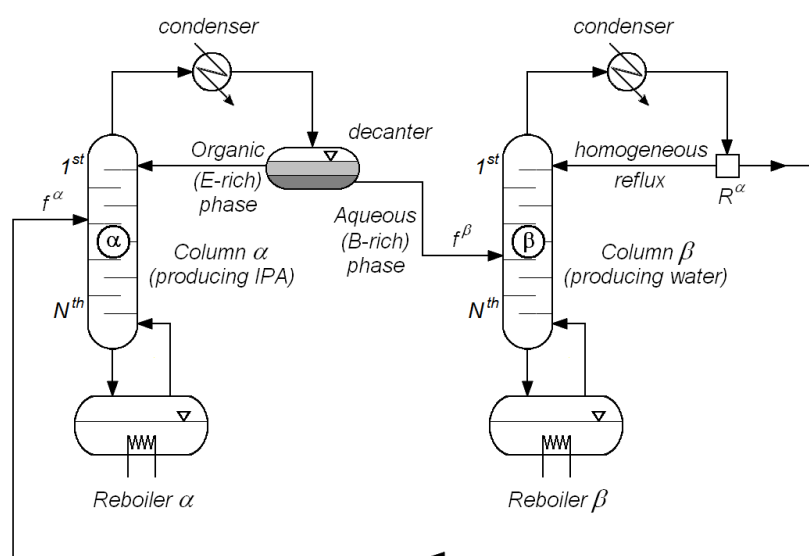 condenser
condenser
decanter
1st
Organic
(E-rich)
phase
1st
homogeneous
reflux
Rα
fα
α
Aqueous
(B-rich)
phase
fβ
β
Column α
(producing IPA)
Column β
(producing water)
Nth
Nth
Reboiler α
Reboiler β